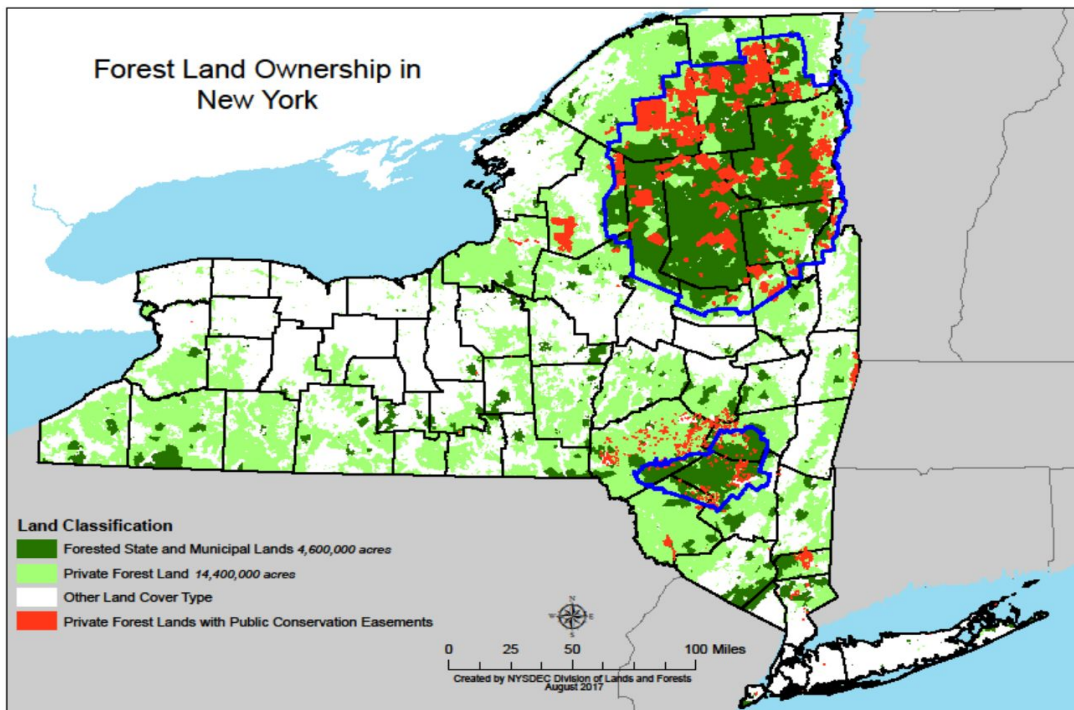 Forest Land Ownership in
New York
Land Classification
Forested State and Municipal Lands 4,600,000 acres
Private Forest Land 14,400,000 acres
Other Land Cover Type
Private Forest Lands with Public Conservation Easements
N
W E
S
0 25 50 100 Miles
Created by NYSDEC Division of Lands and Forests
August 2017